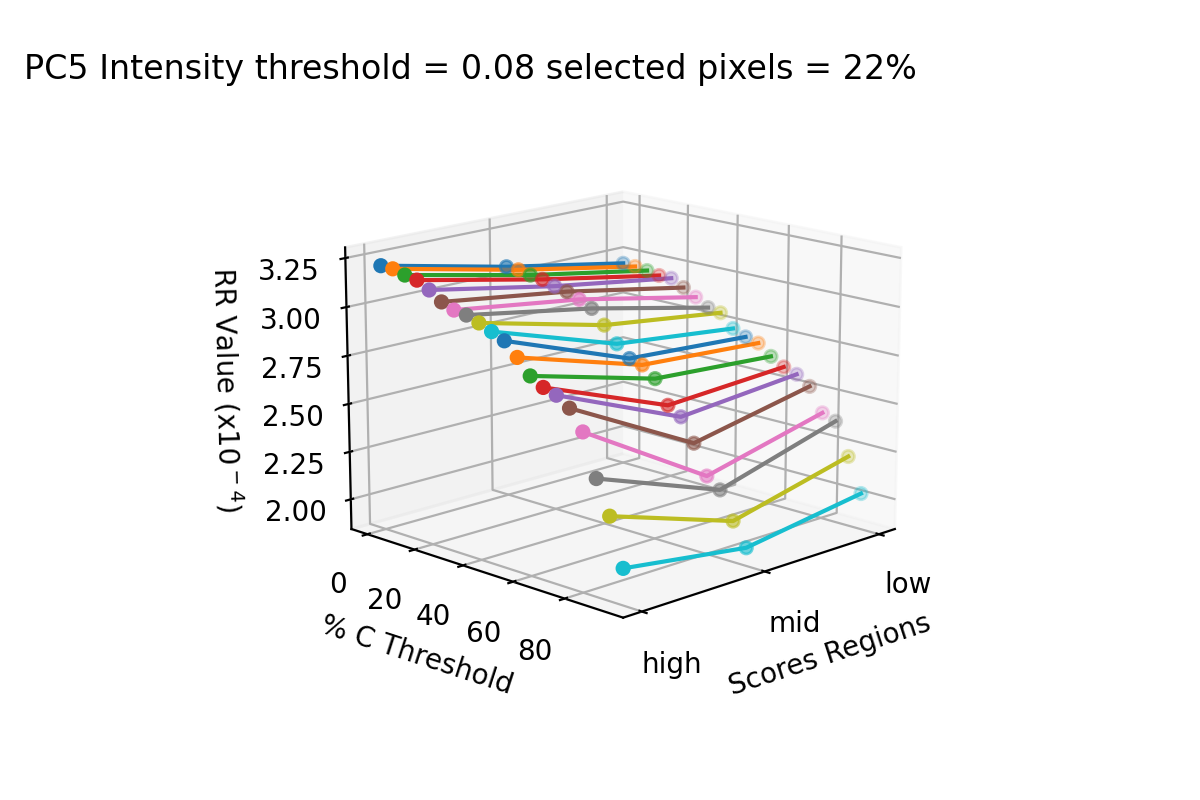 PC5 Intensity threshold = 0.08 selected pixels = 22%
RR Value (x10⁻⁴)
3.25
3.00
2.75
2.50
2.25
2.00
0
20
40
60
80
% C Threshold
high
mid
low
Scores Regions